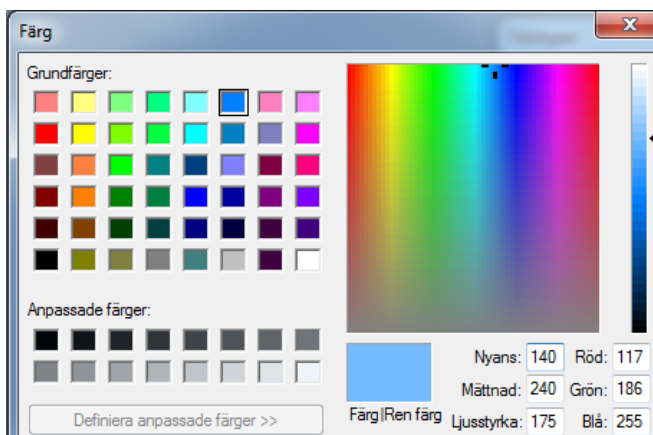 Färg
Grundfärger:
Anpassade färger:
Definiera anpassade färger >>
Färg|Ren färg
Nyans: 140 Röd: 117
Mättnad: 240 Grön: 186
Ljusstyrka: 175 Blå: 255